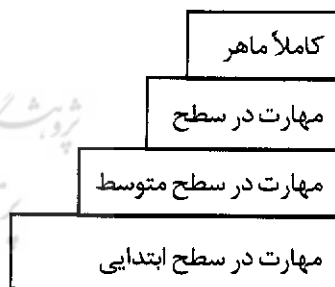 کاملاً ماهر
مهارت در سطح
مهارت در سطح متوسط
مهارت در سطح ابتدایی